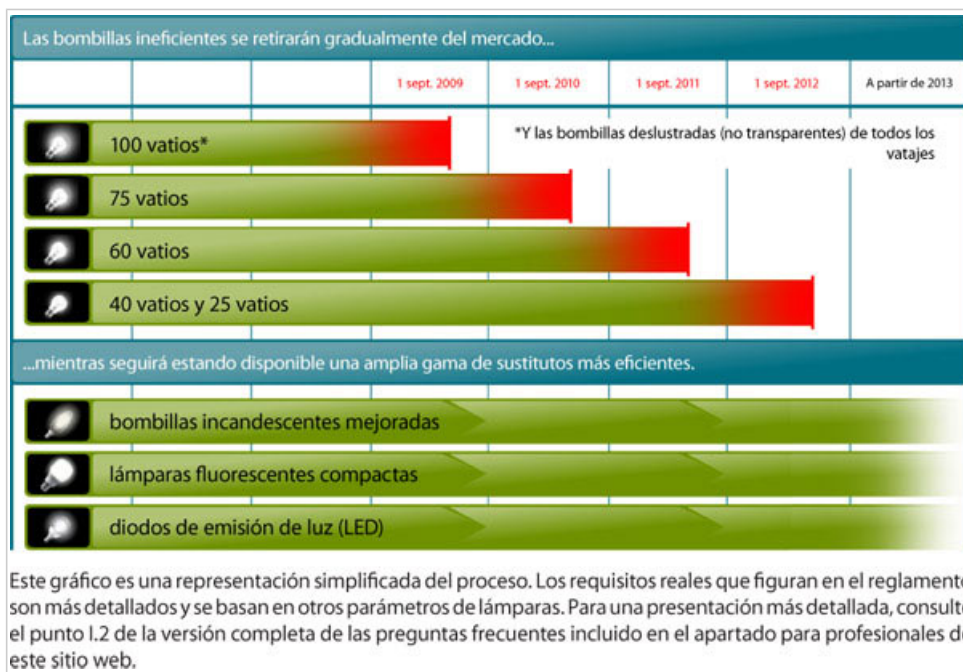 Las bombillas ineficientes se retirarán gradualmente del mercado...
1 sept. 2009 1 sept. 2010 1 sept. 2011 1 sept. 2012 A partir de 2013
*Y las bombillas deslustradas (no transparentes) de todos los
vatajes
100 vatios*
75 vatios
60 vatios
40 vatios y 25 vatios
...mientras seguirá estando disponible una amplia gama de sustitutos más eficientes.
bombillas incandescentes mejoradas
lámparas fluorescentes compactas
diodos de emisión de luz (LED)
Este gráfico es una representación simplificada del proceso. Los requisitos reales que figuran en el reglamento
son más detallados y se basan en otros parámetros de lámparas. Para una presentación más detallada, consulte
el punto I.2 de la versión completa de las preguntas frecuentes incluido en el apartado para profesionales de
este sitio web.